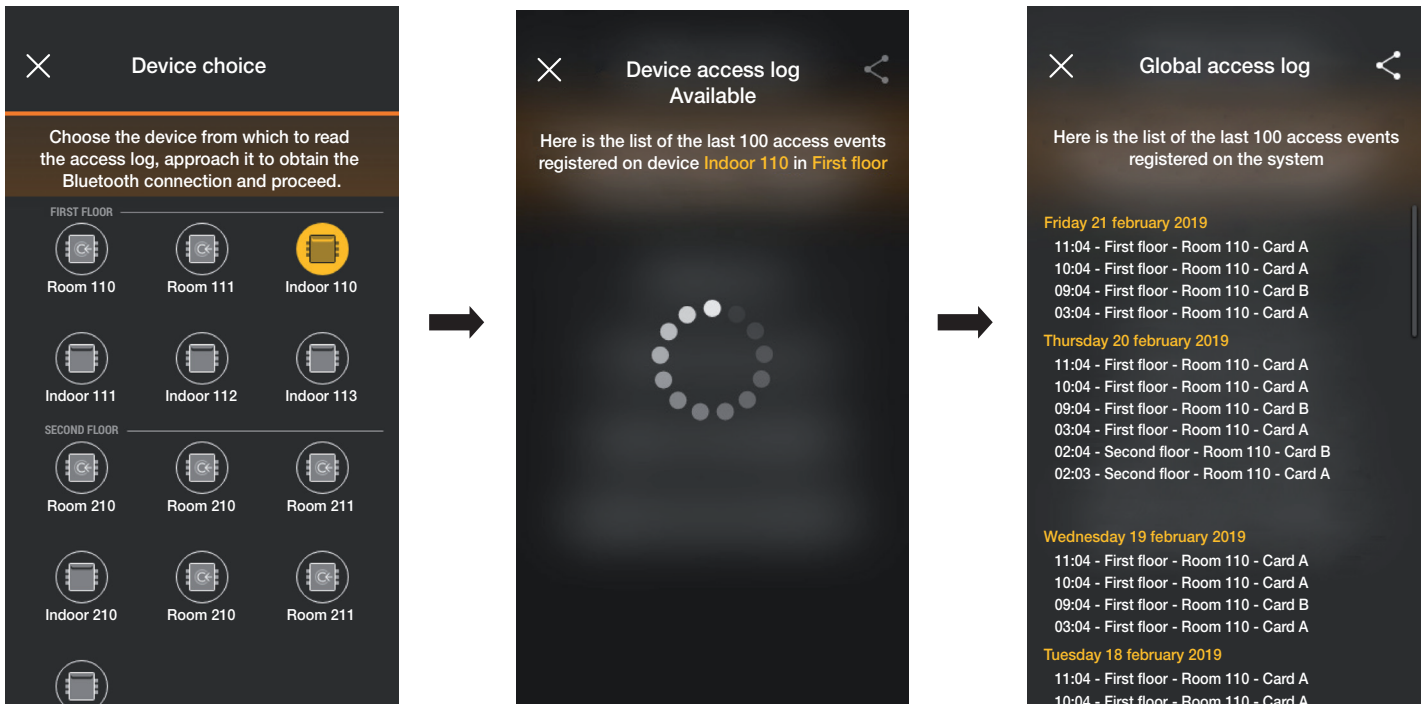 Device choice
Choose the device from which to read
the access log, approach it to obtain the
Bluetooth connection and proceed.
FIRST FLOOR
Room 110
Room 111
Indoor 110
Indoor 111
Indoor 112
Indoor 113
SECOND FLOOR
Room 210
Room 210
Room 211
Indoor 210
Room 210
Room 211
Device access log
Available
Here is the list of the last 100 access events
registered on device Indoor 110 in First floor
Global access log
Here is the list of the last 100 access events
registered on the system
Friday 21 february 2019
11:04 - First floor - Room 110 - Card A
10:04 - First floor - Room 110 - Card A
09:04 - First floor - Room 110 - Card B
03:04 - First floor - Room 110 - Card A
Thursday 20 february 2019
11:04 - First floor - Room 110 - Card A
10:04 - First floor - Room 110 - Card A
09:04 - First floor - Room 110 - Card B
03:04 - First floor - Room 110 - Card A
02:04 - Second floor - Room 110 - Card B
02:03 - Second floor - Room 110 - Card A
Wednesday 19 february 2019
11:04 - First floor - Room 110 - Card A
10:04 - First floor - Room 110 - Card A
09:04 - First floor - Room 110 - Card B
03:04 - First floor - Room 110 - Card A
Tuesday 18 february 2019
11:04 - First floor - Room 110 - Card A
10:04 - First floor - Room 110 - Card A